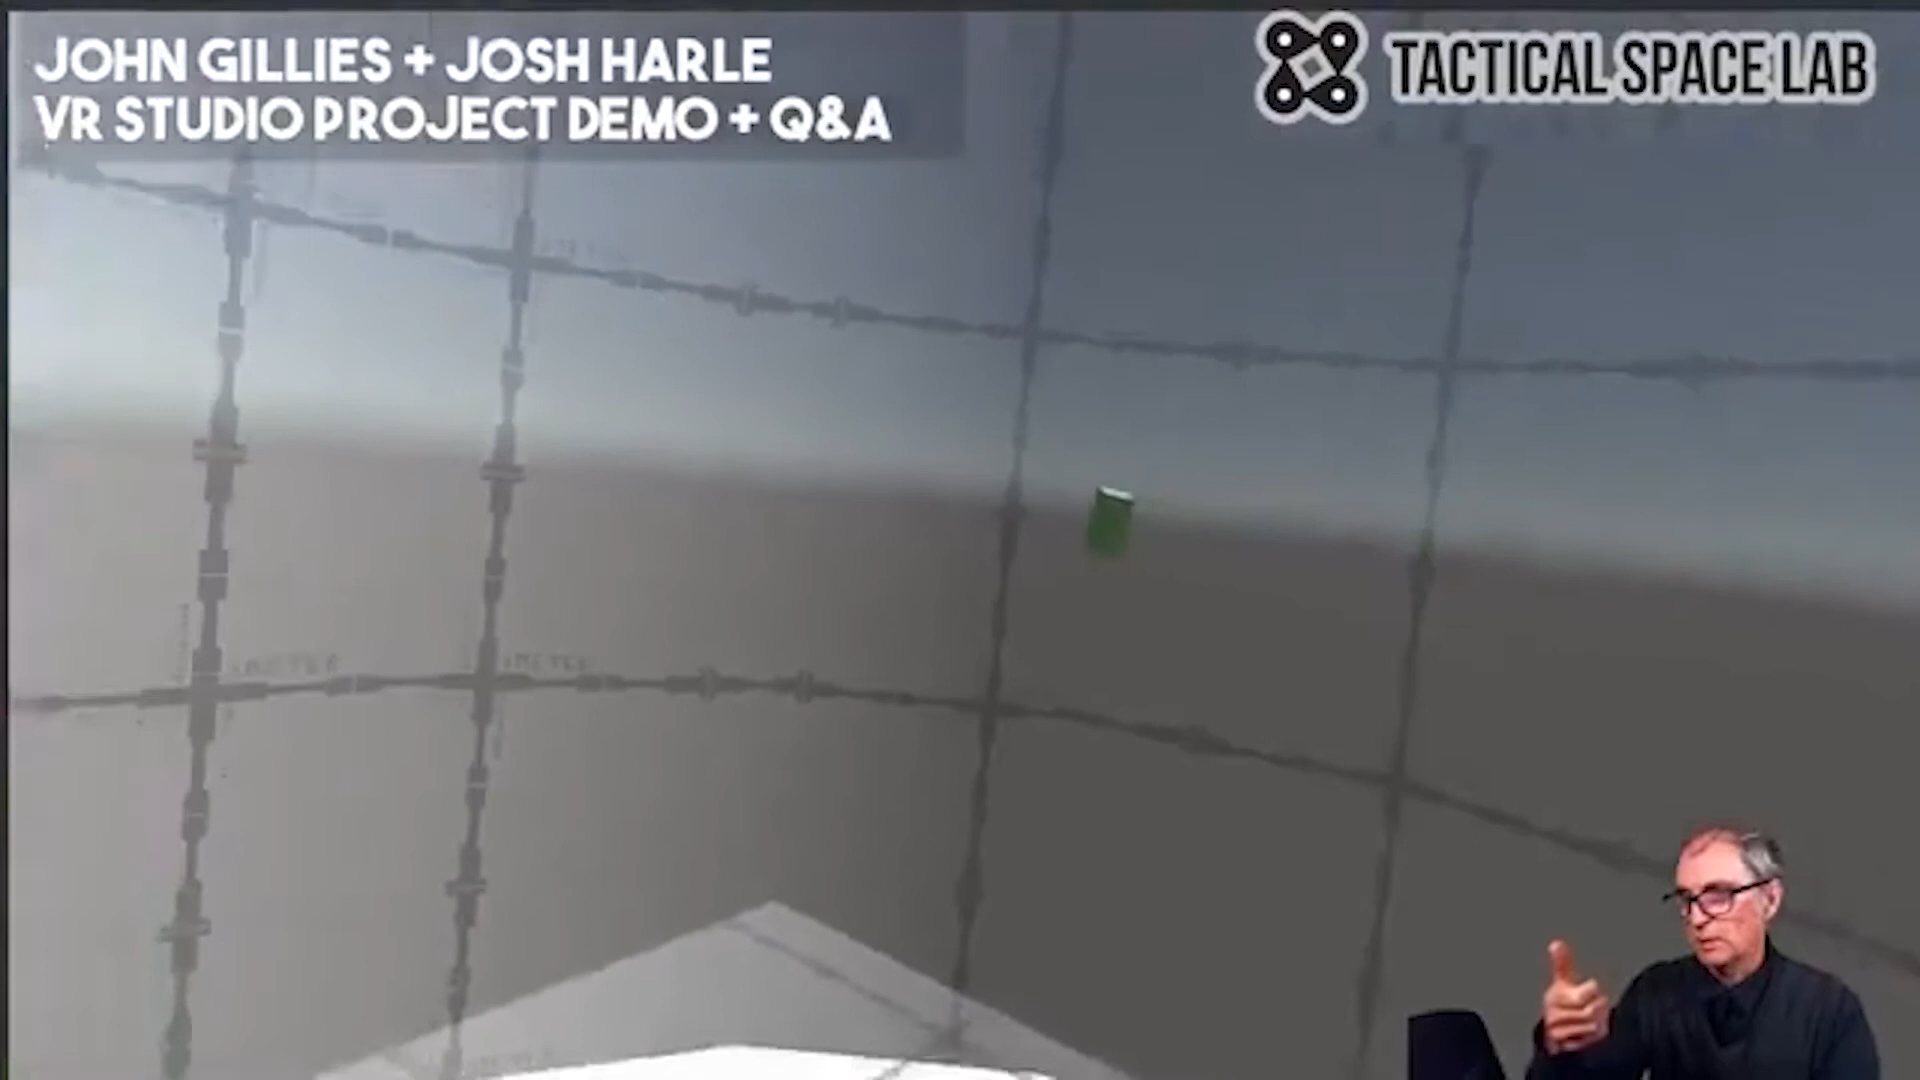 JOHN GILLIES + JOSH HARLE
VR STUDIO PROJECT DEMO + Q&A
TACTICAL SPACE LAB